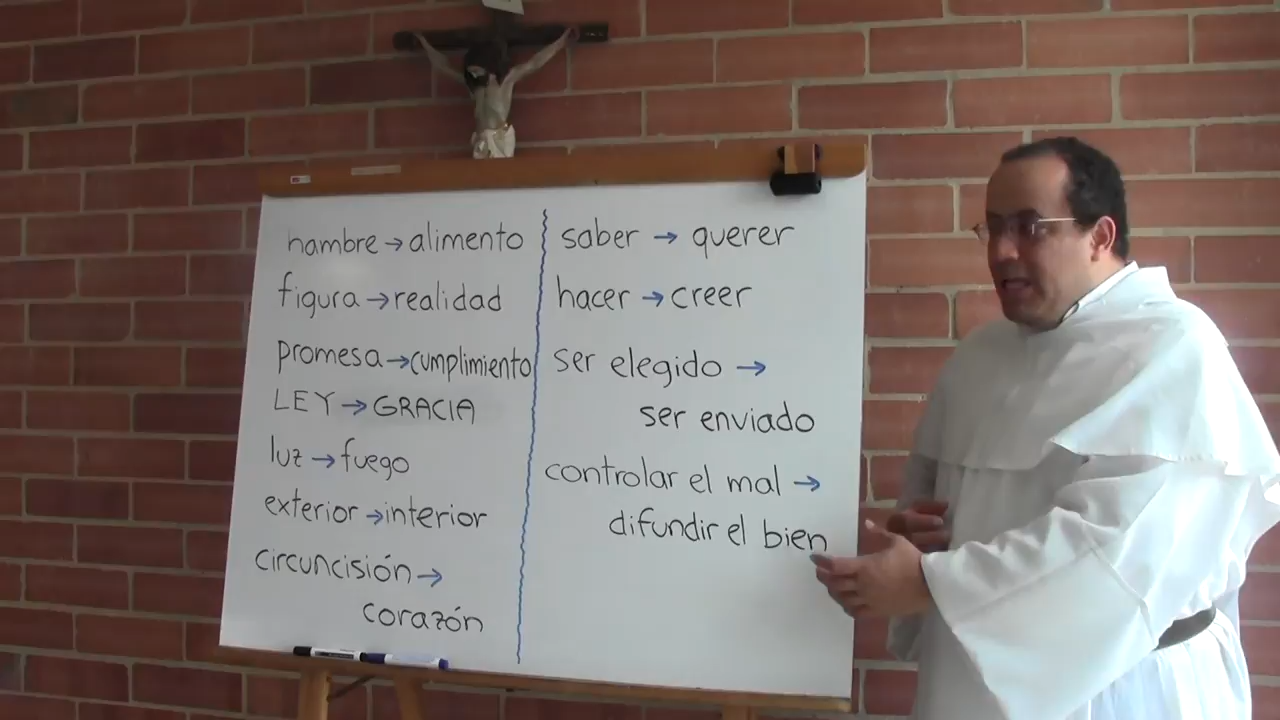 hambre → alimento
figura → realidad
promesa → cumplimiento
LEY → GRACIA
luz → fuego
exterior → interior
circuncisión →
corazón
saber → querer
hacer → creer
ser elegido →
ser enviado
controlar el mal →
difundir el bien